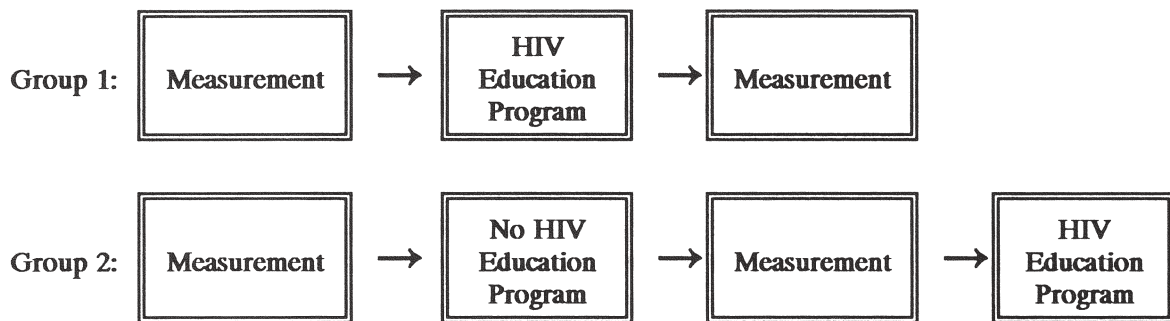 Group 1:
Measurement
HIV
Education
Program
Measurement
Group 2:
Measurement
No HIV
Education
Program
Measurement
HIV
Education
Program